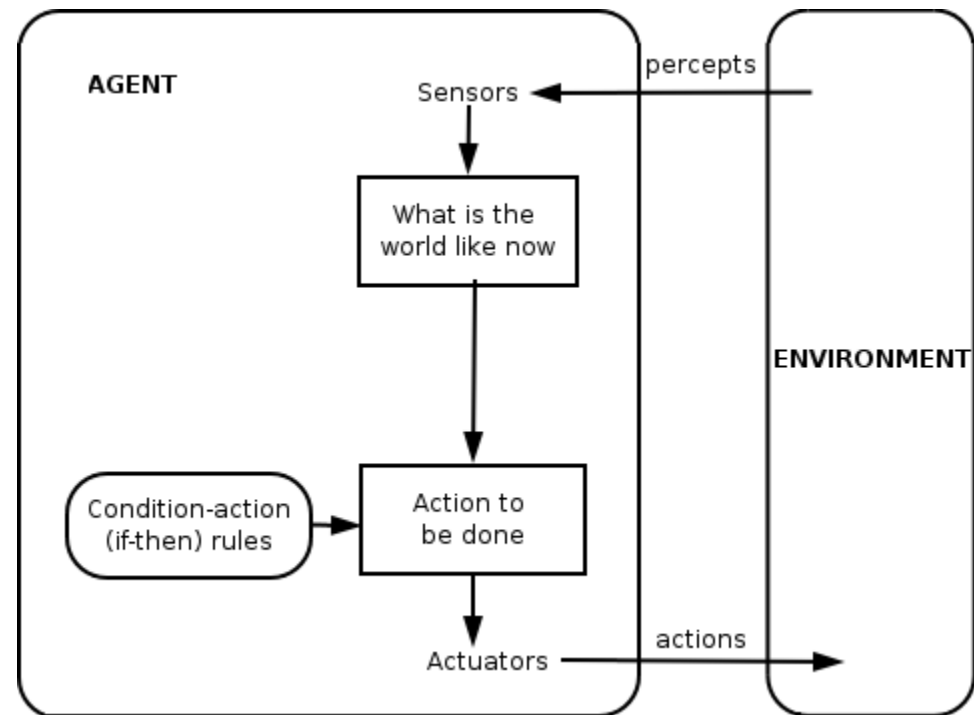 AGENT
percepts
Sensors
What is the
world like now
ENVIRONMENT
Condition-action
(if-then) rules
Action to
be done
actions
Actuators